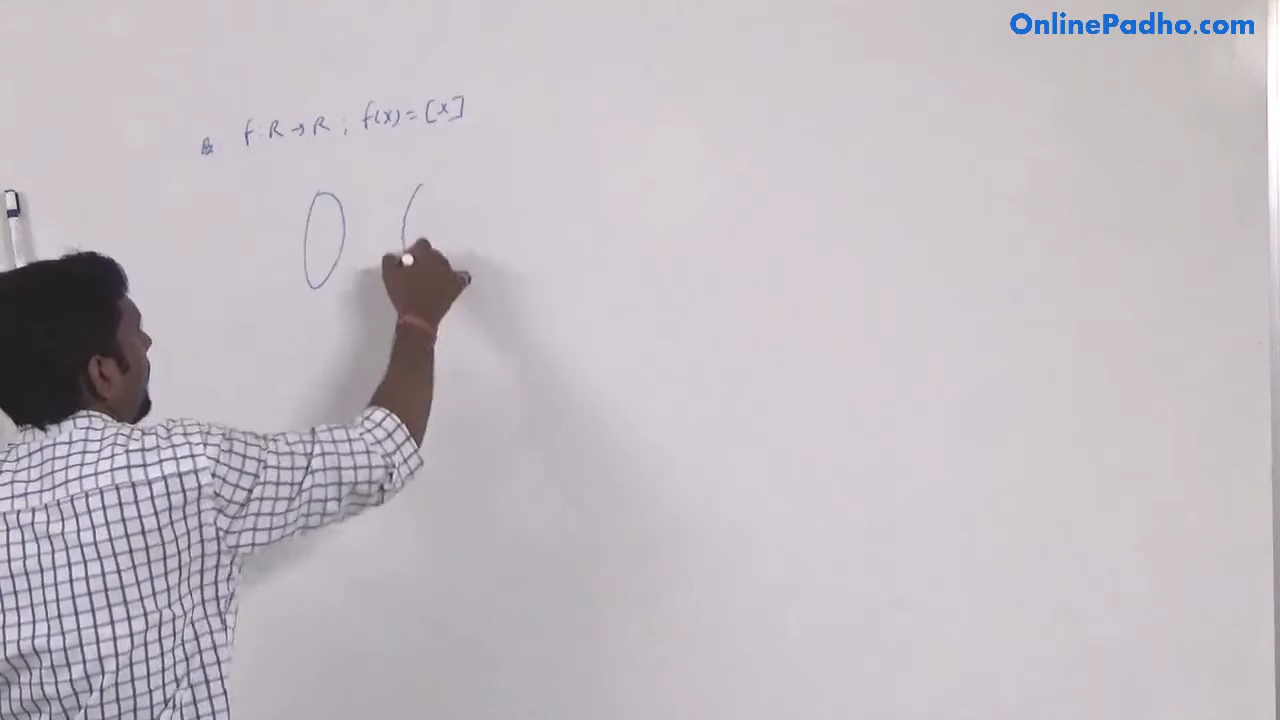 OnlinePadho.com
f: R → R ; f(x) = [x]